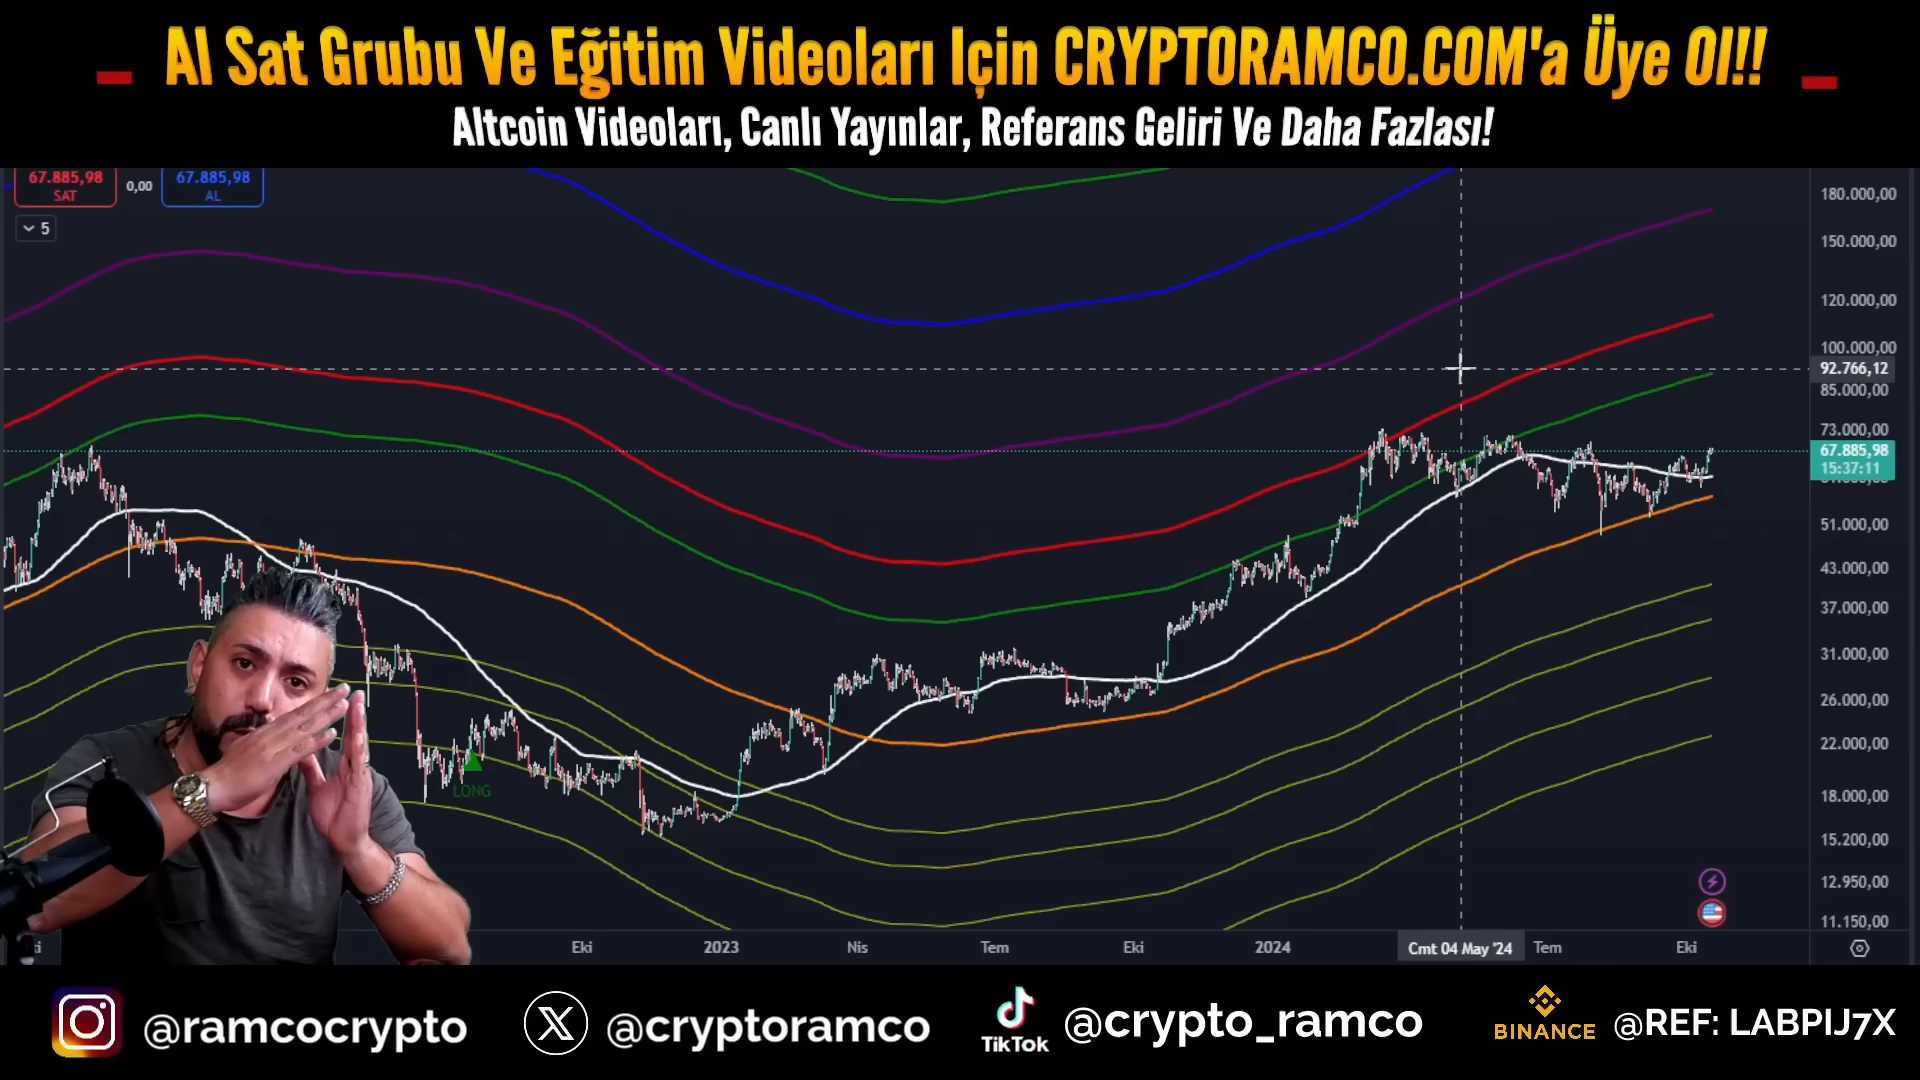 Al Sat Grubu Ve Eğitim Videoları Için CRYPTORAMCO.COM'a Üye Ol!!
Altcoin Videoları, Canlı Yayınlar, Referans Geliri Ve Daha Fazlası!
67.885,98
SAT
0,00
67.885,98
AL
5
180.000,00
150.000,00
120.000,00
100.000,00
92.766,12
85.000,00
73.000,00
67.885,98
15:37:11
51.000,00
43.000,00
37.000,00
31.000,00
26.000,00
22.000,00
18.000,00
15.200,00
12.950,00
11.150,00
LONG
Eki
2023
Nis
Tem
Eki
2024
Cmt 04 May '24
Tem
Eki
@ramcocrypto
@cryptoramco
TikTok
@crypto_ramco
BINANCE
@REF: LABPIJ7X